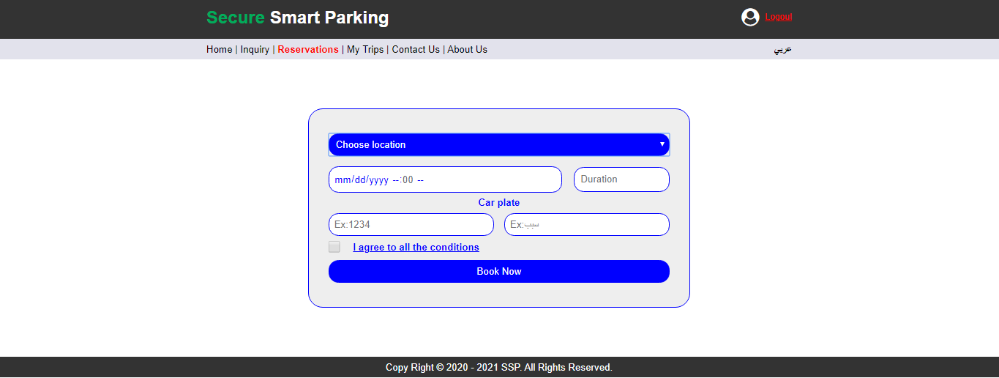 Secure Smart Parking
Logout
Home | Inquiry | Reservations | My Trips | Contact Us | About Us
عربي
Choose location
mm/dd/yyyy --:00 --
Duration
Car plate
Ex:1234
Ex:سبب
I agree to all the conditions
Book Now
Copy Right © 2020 - 2021 SSP. All Rights Reserved.